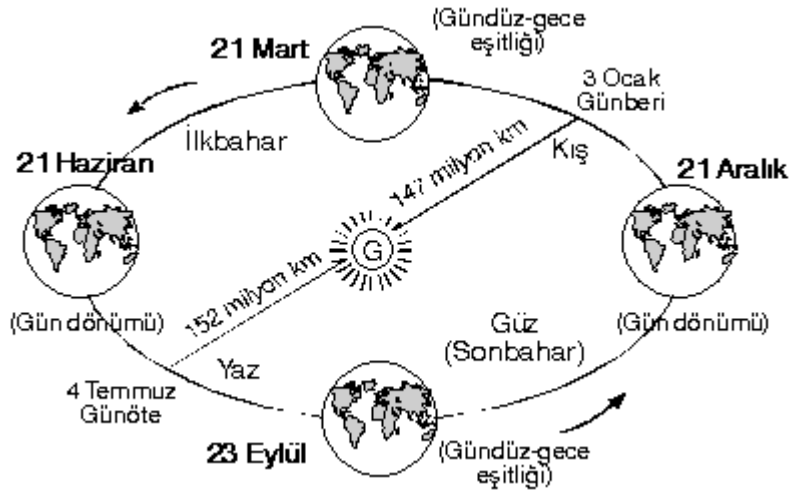 (Gündüz-gece
eşitliği)
21 Mart
3 Ocak
Günberi
İlkbahar
Kış
147 milyon km
21 Haziran
21 Aralık
G
152 milyon km
(Gün dönümü)
Güz
(Sonbahar)
(Gün dönümü)
Yaz
4 Temmuz
Günöte
23 Eylül
(Gündüz-gece
eşitliği)